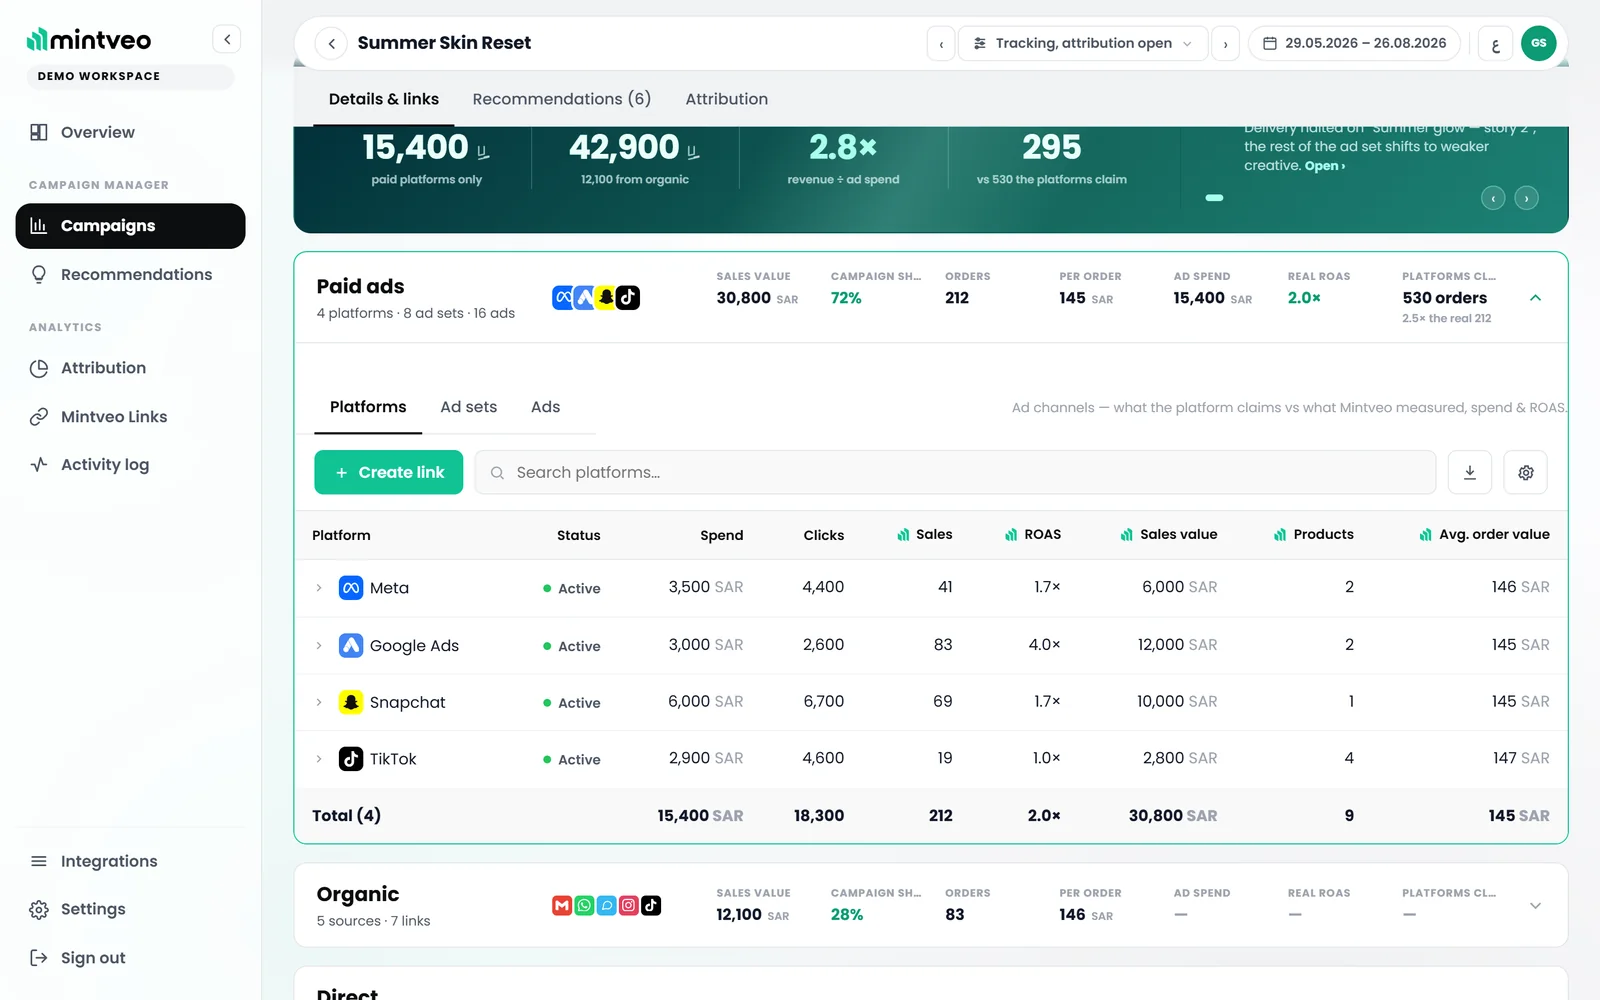 mintveo
DEMO WORKSPACE
Overview
CAMPAIGN MANAGER
Campaigns
Recommendations
ANALYTICS
Attribution
Mintveo Links
Activity log
Integrations
Settings
Sign out
Summer Skin Reset
Tracking, attribution open
29.05.2026 – 26.08.2026
ع
GS
Details & links
Recommendations (6)
Attribution
15,400
paid platforms only
42,900
12,100 from organic
2.8×
revenue ÷ ad spend
295
vs 530 the platforms claim
Delivery halted on "Summer glow — story 2",
the rest of the ad set shifts to weaker
creative. Open ›
Paid ads
4 platforms · 8 ad sets · 16 ads
SALES VALUE
30,800 SAR
CAMPAIGN SH...
72%
ORDERS
212
PER ORDER
145 SAR
AD SPEND
15,400 SAR
REAL ROAS
2.0×
PLATFORMS CL...
530 orders
2.5× the real 212
Platforms
Ad sets
Ads
Ad channels — what the platform claims vs what Mintveo measured, spend & ROAS.
+ Create link
Search platforms...
Platform Status Spend Clicks Sales ROAS Sales value Products Avg. order value
Meta Active 3,500 SAR 4,400 41 1.7× 6,000 SAR 2 146 SAR
Google Ads Active 3,000 SAR 2,600 83 4.0× 12,000 SAR 2 145 SAR
Snapchat Active 6,000 SAR 6,700 69 1.7× 10,000 SAR 1 145 SAR
TikTok Active 2,900 SAR 4,600 19 1.0× 2,800 SAR 4 147 SAR
Total (4) 15,400 SAR 18,300 212 2.0× 30,800 SAR 9 145 SAR
Organic
5 sources · 7 links
SALES VALUE
12,100 SAR
CAMPAIGN SH...
28%
ORDERS
83
PER ORDER
146 SAR
AD SPEND
—
REAL ROAS
—
PLATFORMS CL...
—
Direct